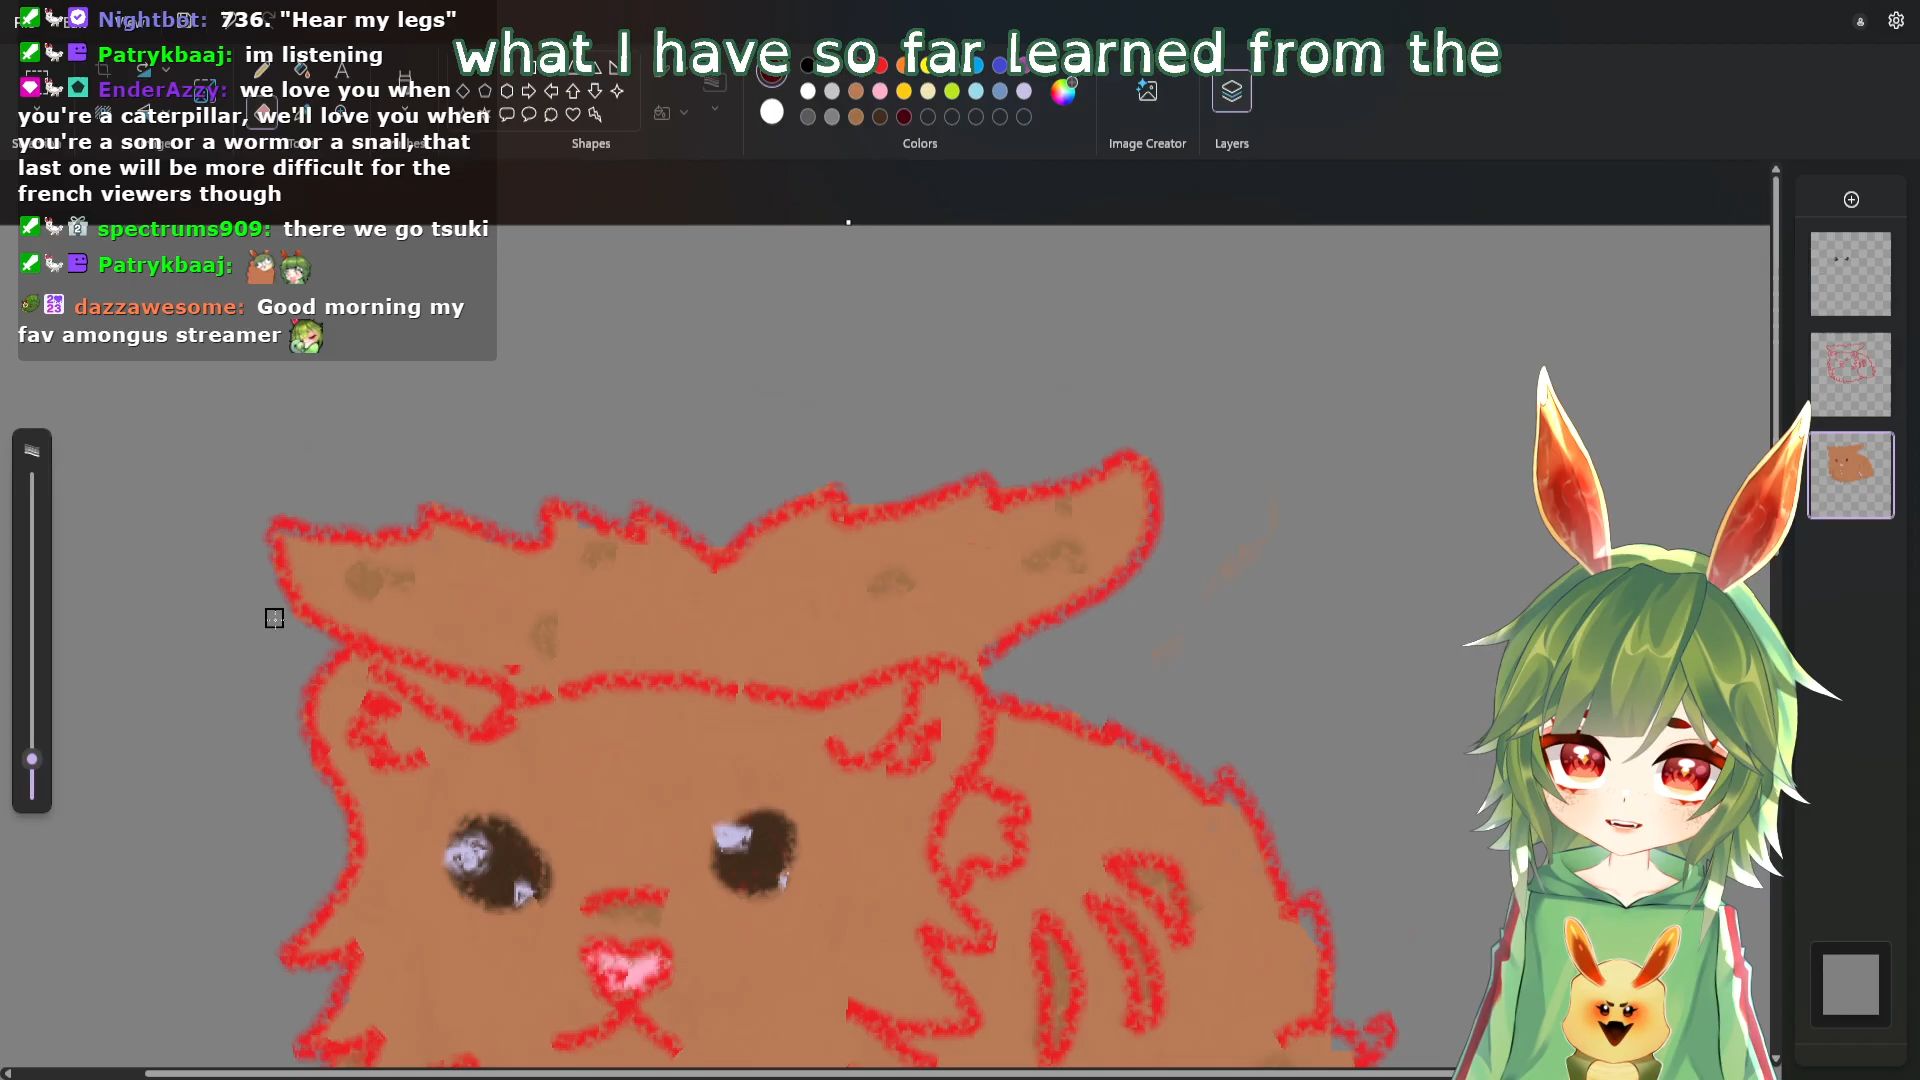 Nightbot: 736. "Hear my legs"
what I have so far learned from the
Patrykbaaj: im listening
EnderAzzy: we love you when
you're a caterpillar, we'll love you when
you're a sou or a worm or a snail, that
last one will be more difficult for the
french viewers though
spectrums909: there we go tsuki
Patrykbaaj:
dazzawesome: Good morning my
fav amongus streamer
Shapes
Colors
Image Creator
Layers